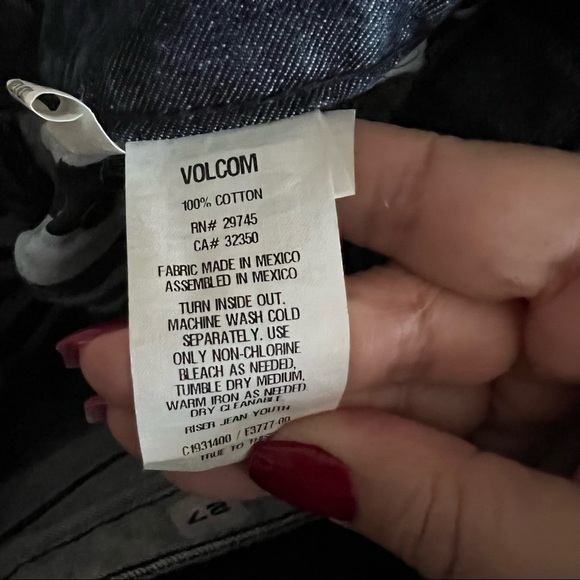 VOLCOM
100% COTTON
RN# 29745
CA# 32350
FABRIC MADE IN MEXICO
ASSEMBLED IN MEXICO
TURN INSIDE OUT.
MACHINE WASH COLD
SEPARATELY. USE
ONLY NON-CHLORINE
BLEACH AS NEEDED,
TUMBLE DRY MEDIUM,
WARM IRON AS NEEDED.
DRY CLEANABLE
RISER JEAN YOUTH
C1931400 / F3777-00
TRUE TO
27